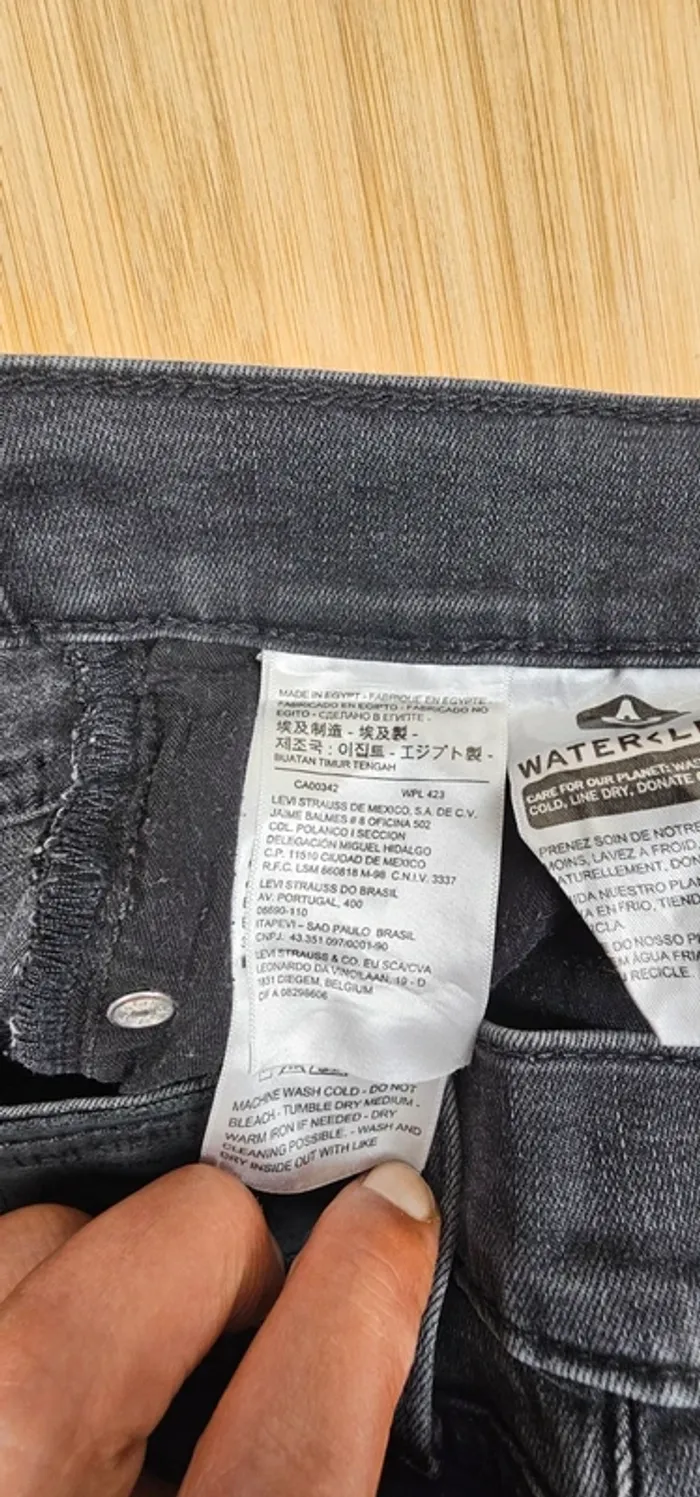 MADE IN EGYPT - FABRIQUE EN EGYPTE -
FABRICADO EN EGIPTO - FABRICADO NO
EGITO - СДЕЛАНО В ЕГИПТЕ -
埃及制造 - 埃及製 -
제조국 : 이집트 - エジプト製 -
BUATAN TIMUR TENGAH
CA00342 WPL 423
LEVI STRAUSS DE MEXICO, S.A. DE C.V.
JAIME BALMES # 8 OFICINA 502
COL. POLANCO I SECCION
DELEGACIÓN MIGUEL HIDALGO
C.P. 11510 CIUDAD DE MEXICO
R.F.C. LSM 660818 M-98 C.N.I.V. 3337
LEVI STRAUSS DO BRASIL
AV. PORTUGAL, 400
06690-110
ITAPEVI – SAO PAULO BRASIL
CNPJ. 43.351.097/0001-90
LEVI STRAUSS & CO. EU SCA/CVA
LEONARDO DA VINCILAAN, 19 - D
1831 DIEGEM, BELGIUM
MACHINE WASH COLD - DO NOT
BLEACH - TUMBLE DRY MEDIUM -
WARM IRON IF NEEDED - DRY
CLEANING POSSIBLE. - WASH AND
DRY INSIDE OUT WITH LIKE
WATER<L
CARE FOR OUR PLANET: WAS
COLD, LINE DRY, DONATE
PRENEZ SOIN DE NOTRE
MOINS, LAVEZ A FROID,
ATURELLEMENT, DON
IDA NUESTRO PLAN
A EN FRIO, TIEND
CLA.
DO NOSSO P
M ÁGUA FRIA
RECICLE.